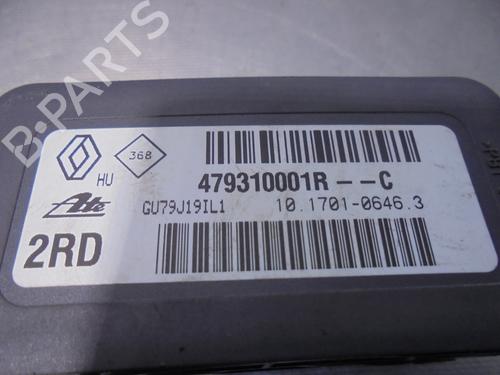 B-PARTS
368
HU
479310001R--C
Ate
GU79J19IL1
10.1701-0646.3
2RD